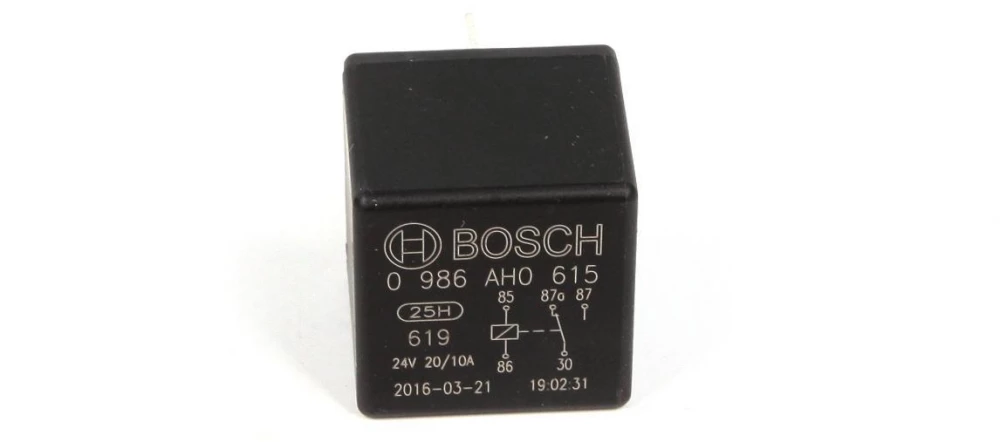 BOSCH
0 986 AH0 615
25H
85 87a 87
619
24V 20/10A
86 30
2016-03-21 19:02:31